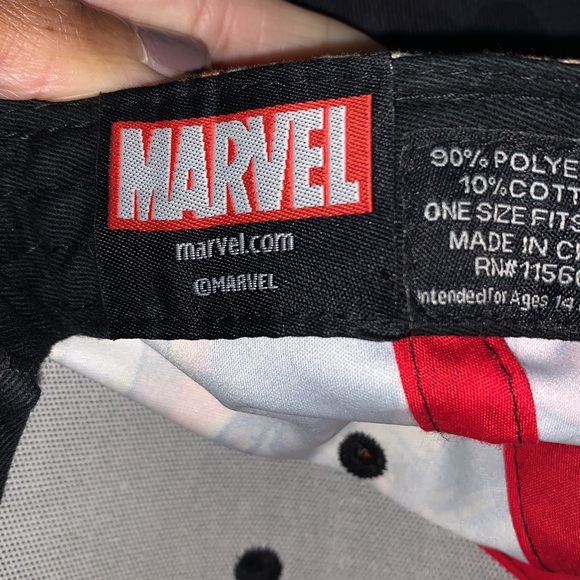 MARVEL
marvel.com
©MARVEL
90% POLYE
10% COTT
ONE SIZE FITS
MADE IN C
RN# 1156
Intended for Ages 14